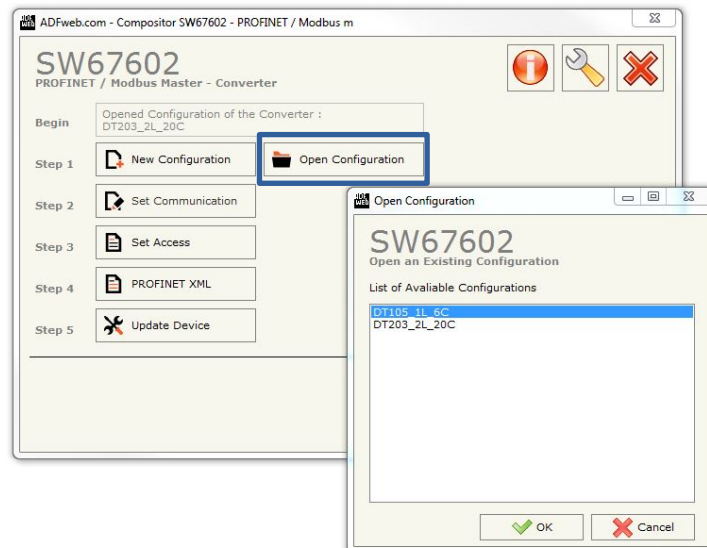 ADFweb.com - Compositor SW67602 - PROFINET / Modbus m
SW67602
PROFINET / Modbus Master - Converter
Begin
Opened Configuration of the Converter :
DT203_2L_20C
Step 1
New Configuration
Open Configuration
Step 2
Set Communication
Step 3
Set Access
Step 4
PROFINET XML
Step 5
Update Device
Open Configuration
SW67602
Open an Existing Configuration
List of Avaliable Configurations
DT105_1L_6C
DT203_2L_20C
OK
Cancel